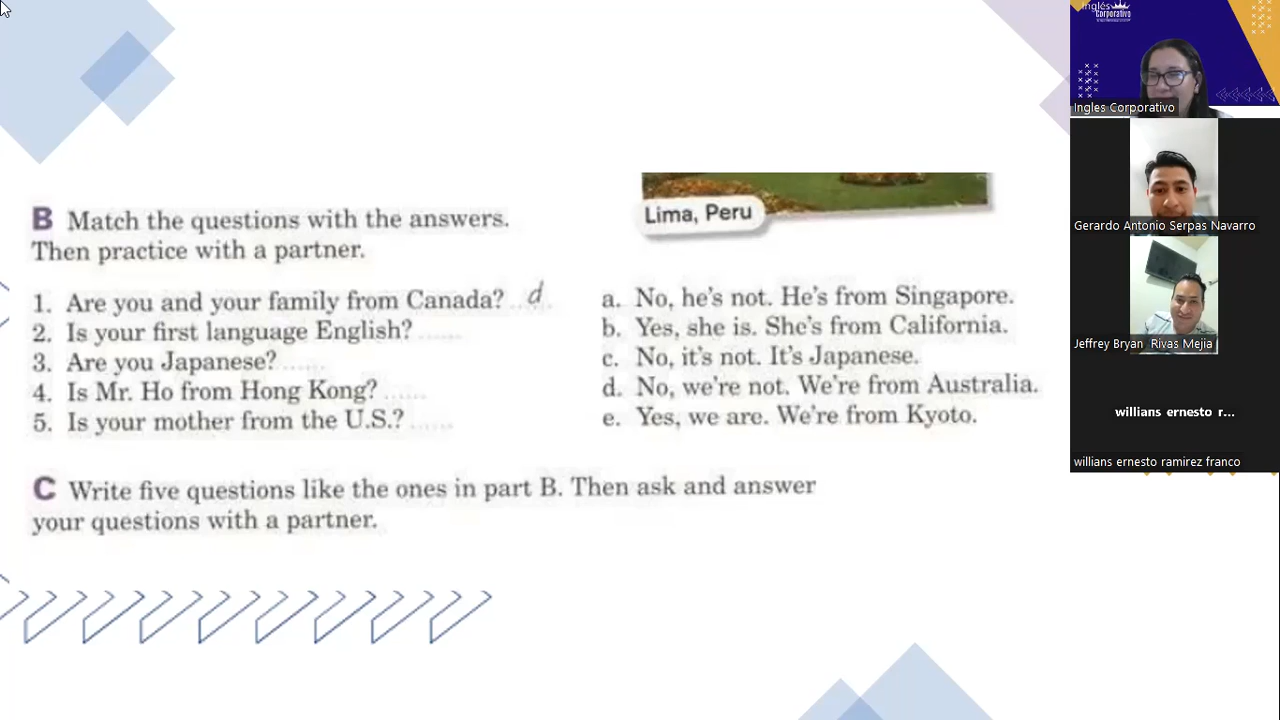 Lima, Peru
B Match the questions with the answers.
Then practice with a partner.
1. Are you and your family from Canada? d
2. Is your first language English? ......
3. Are you Japanese? ......
4. Is Mr. Ho from Hong Kong? ......
5. Is your mother from the U.S.? ......
a. No, he's not. He's from Singapore.
b. Yes, she is. She's from California.
c. No, it's not. It's Japanese.
d. No, we're not. We're from Australia.
e. Yes, we are. We're from Kyoto.
C Write five questions like the ones in part B. Then ask and answer
your questions with a partner.
Inglés
Corporativo
Ingles Corporativo
Gerardo Antonio Serpas Navarro
Jeffrey Bryan Rivas Mejia
willians ernesto r...
willians ernesto ramirez franco